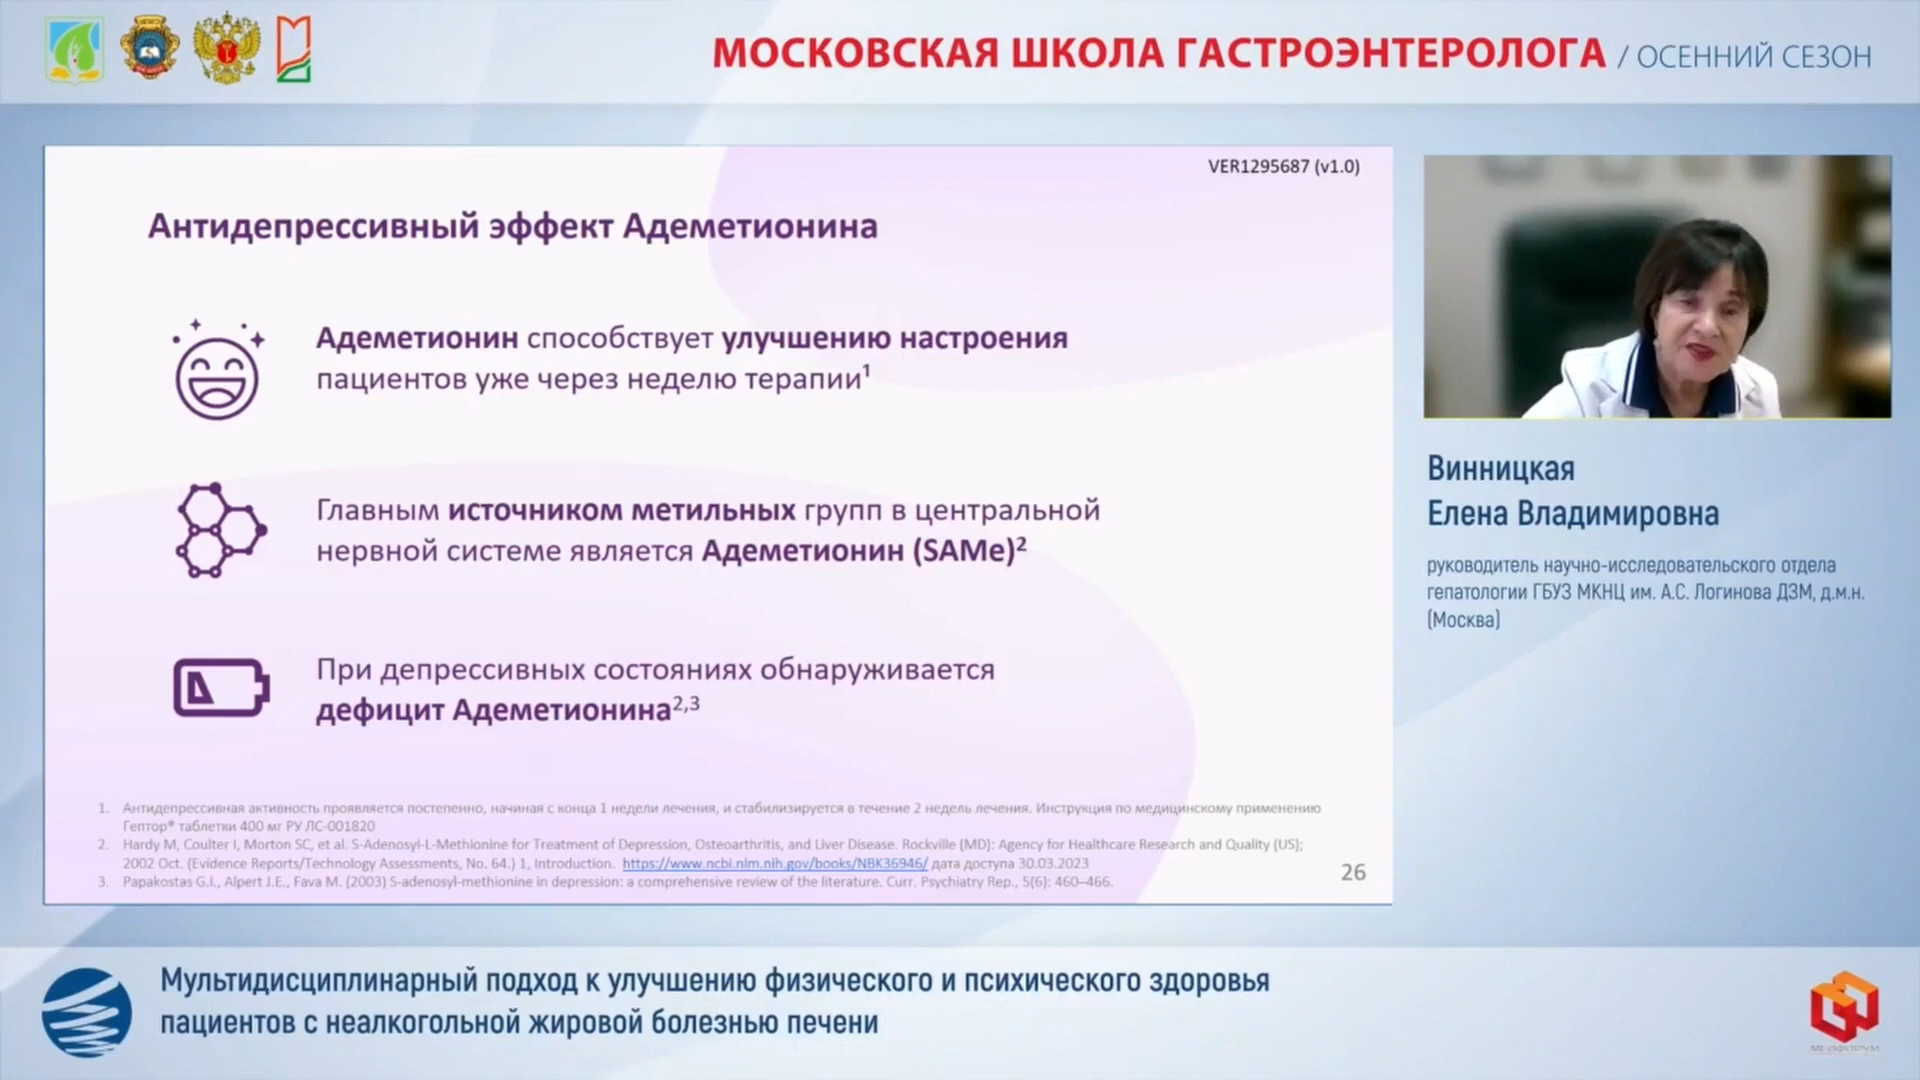 МОСКОВСКАЯ ШКОЛА ГАСТРОЭНТЕРОЛОГА / ОСЕННИЙ СЕЗОН
VER1295687 (v1.0)
Антидепрессивный эффект Адеметионина
Адеметионин способствует улучшению настроения
пациентов уже через неделю терапии¹
Главным источником метильных групп в центральной
нервной системе является Адеметионин (SAMe)²
При депрессивных состояниях обнаруживается
дефицит Адеметионина²,³
1. Антидепрессивная активность проявляется постепенно, начиная с конца 1 недели лечения, и стабилизируется в течение 2 недель лечения. Инструкция по медицинскому применению
Гептор® таблетки 400 мг РУ ЛС-001820
2. Hardy M, Coulter I, Morton SC, et al. S-Adenosyl-L-Methionine for Treatment of Depression, Osteoarthritis, and Liver Disease. Rockville (MD): Agency for Healthcare Research and Quality (US);
2002 Oct. (Evidence Reports/Technology Assessments, No. 64.) 1, Introduction. https://www.ncbi.nlm.nih.gov/books/NBK36946/ дата доступа 30.03.2023
3. Papakostas G.I., Alpert J.E., Fava M. (2003) S-adenosyl-methionine in depression: a comprehensive review of the literature. Curr. Psychiatry Rep., 5(6): 460–466.
26
Винницкая
Елена Владимировна
руководитель научно-исследовательского отдела
гепатологии ГБУЗ МКНЦ им. А.С. Логинова ДЗМ, д.м.н.
(Москва)
Мультидисциплинарный подход к улучшению физического и психического здоровья
пациентов с неалкогольной жировой болезнью печени